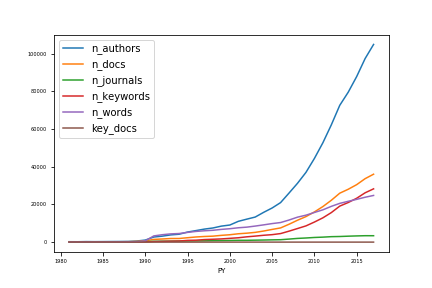 100000
80000
60000
40000
20000
0
n_authors
n_docs
n_journals
n_keywords
n_words
key_docs
1980 1985 1990 1995 2000 2005 2010 2015
PY